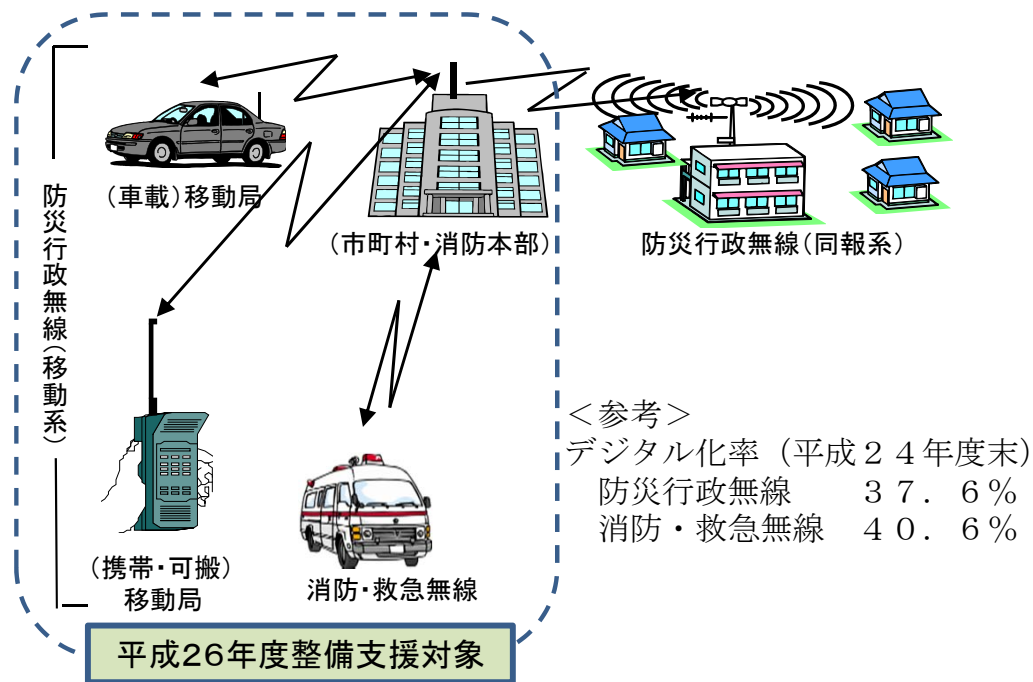 防災行政無線(移動系)
(車載)移動局
(市町村・消防本部)
防災行政無線(同報系)
(携帯・可搬)
移動局
消防・救急無線
<参考>
デジタル化率(平成24年度末)
防災行政無線 37.6%
消防・救急無線 40.6%
平成26年度整備支援対象